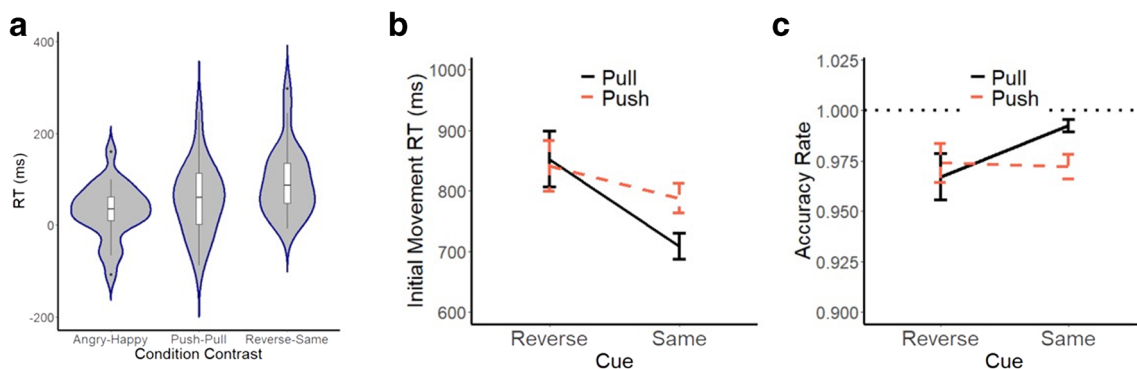 a
400
200
0
-200
RT (ms)
Angry-Happy Push-Pull Reverse-Same
Condition Contrast
b
Pull
Push
1000
900
800
700
600
Initial Movement RT (ms)
Reverse Same
Cue
c
Pull
Push
1.025
1.000
0.975
0.950
0.925
0.900
Accuracy Rate
Reverse Same
Cue